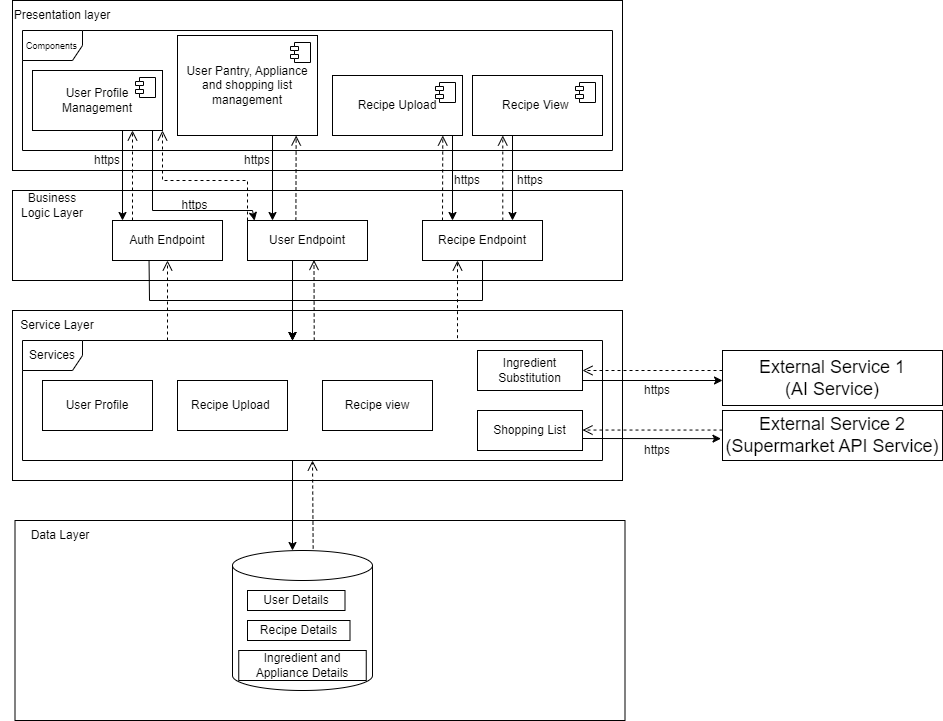 Presentation layer
Components
User Profile
Management
User Pantry, Appliance
and shopping list
management
Recipe Upload
Recipe View
https
https
https
https
https
Business
Logic Layer
Auth Endpoint
User Endpoint
Recipe Endpoint
Service Layer
Services
User Profile
Recipe Upload
Recipe view
Ingredient
Substitution
Shopping List
https
https
External Service 1
(AI Service)
External Service 2
(Supermarket API Service)
Data Layer
User Details
Recipe Details
Ingredient and
Appliance Details